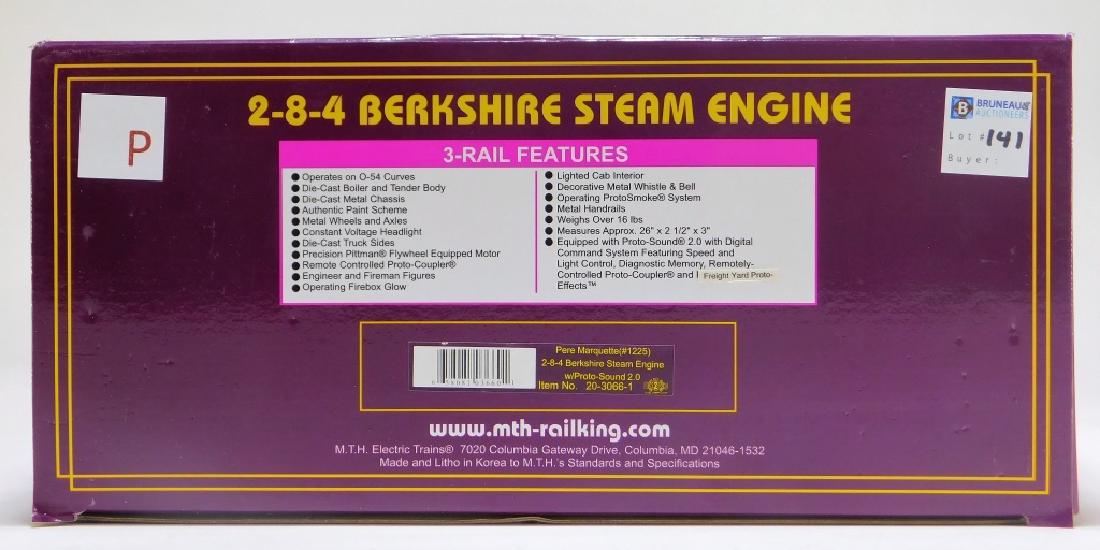 P
2-8-4 BERKSHIRE STEAM ENGINE
BRUNEAU &
AUCTIONEERS
Lot # 141
Buyer:
3-RAIL FEATURES
● Operates on O-54 Curves
● Die-Cast Boiler and Tender Body
● Die-Cast Metal Chassis
● Authentic Paint Scheme
● Metal Wheels and Axles
● Constant Voltage Headlight
● Die-Cast Truck Sides
● Precision Pittman® Flywheel Equipped Motor
● Remote Controlled Proto-Coupler®
● Engineer and Fireman Figures
● Operating Firebox Glow
● Lighted Cab Interior
● Decorative Metal Whistle & Bell
● Operating ProtoSmoke® System
● Metal Handrails
● Weighs Over 16 lbs
● Measures Approx. 26" x 2 1/2" x 3"
● Equipped with Proto-Sound® 2.0 with Digital
Command System Featuring Speed and
Light Control, Diagnostic Memory, Remotely-
Controlled Proto-Coupler® and Freight Yard Proto-
Effects™
Pere Marquette(#1225)
2-8-4 Berkshire Steam Engine
w/Proto-Sound 2.0
Item No. 20-3066-1
www.mth-railking.com
M.T.H. Electric Trains® 7020 Columbia Gateway Drive, Columbia, MD 21046-1532
Made and Litho in Korea to M.T.H.'s Standards and Specifications